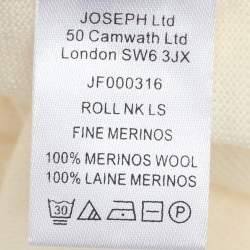 JOSEPH Ltd
50 Camwath Ltd
London SW6 3JX
JF000316
ROLL NK LS
FINE MERINOS
100% MERINOS WOOL
100% LAINE MERINOS
30 P